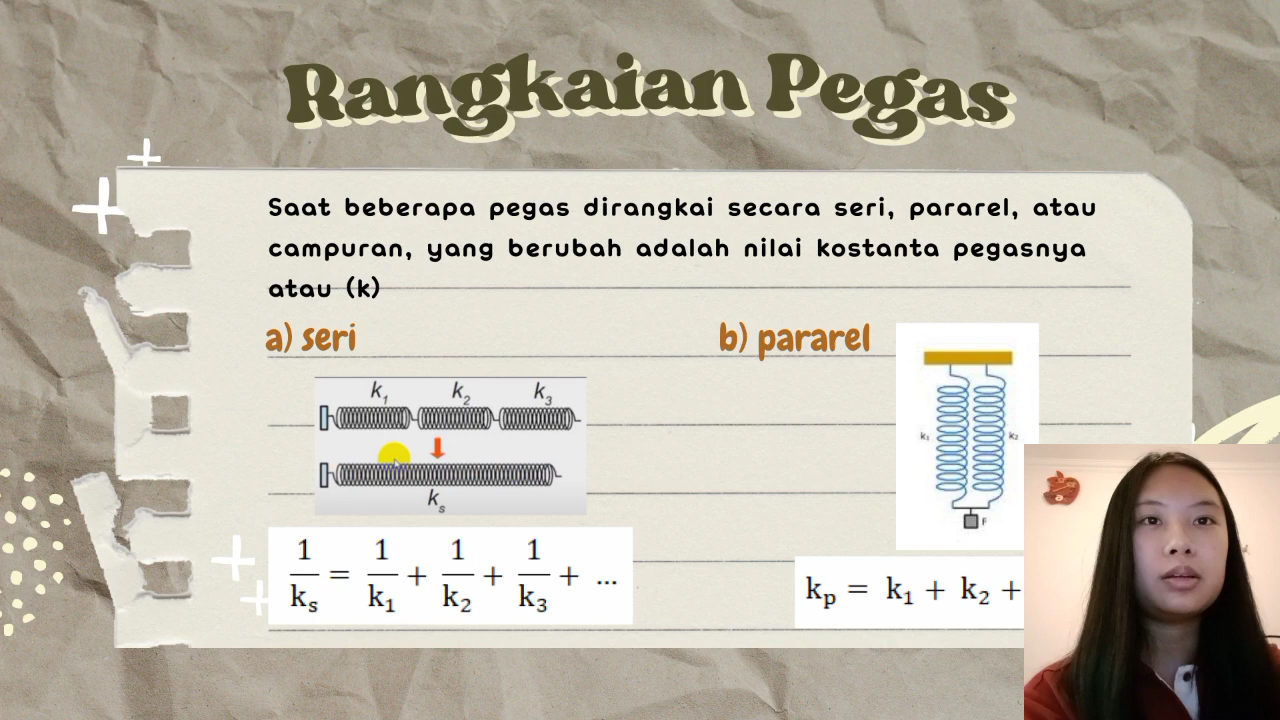 Rangkaian Pegas
Saat beberapa pegas dirangkai secara seri, pararel, atau
campuran, yang berubah adalah nilai kostanta pegasnya
atau (k)
a) seri
b) pararel
k₁ k₂ k₃
kₛ
k₁ k₂
F
1/kₛ = 1/k₁ + 1/k₂ + 1/k₃ + ...
kₚ = k₁ + k₂ +